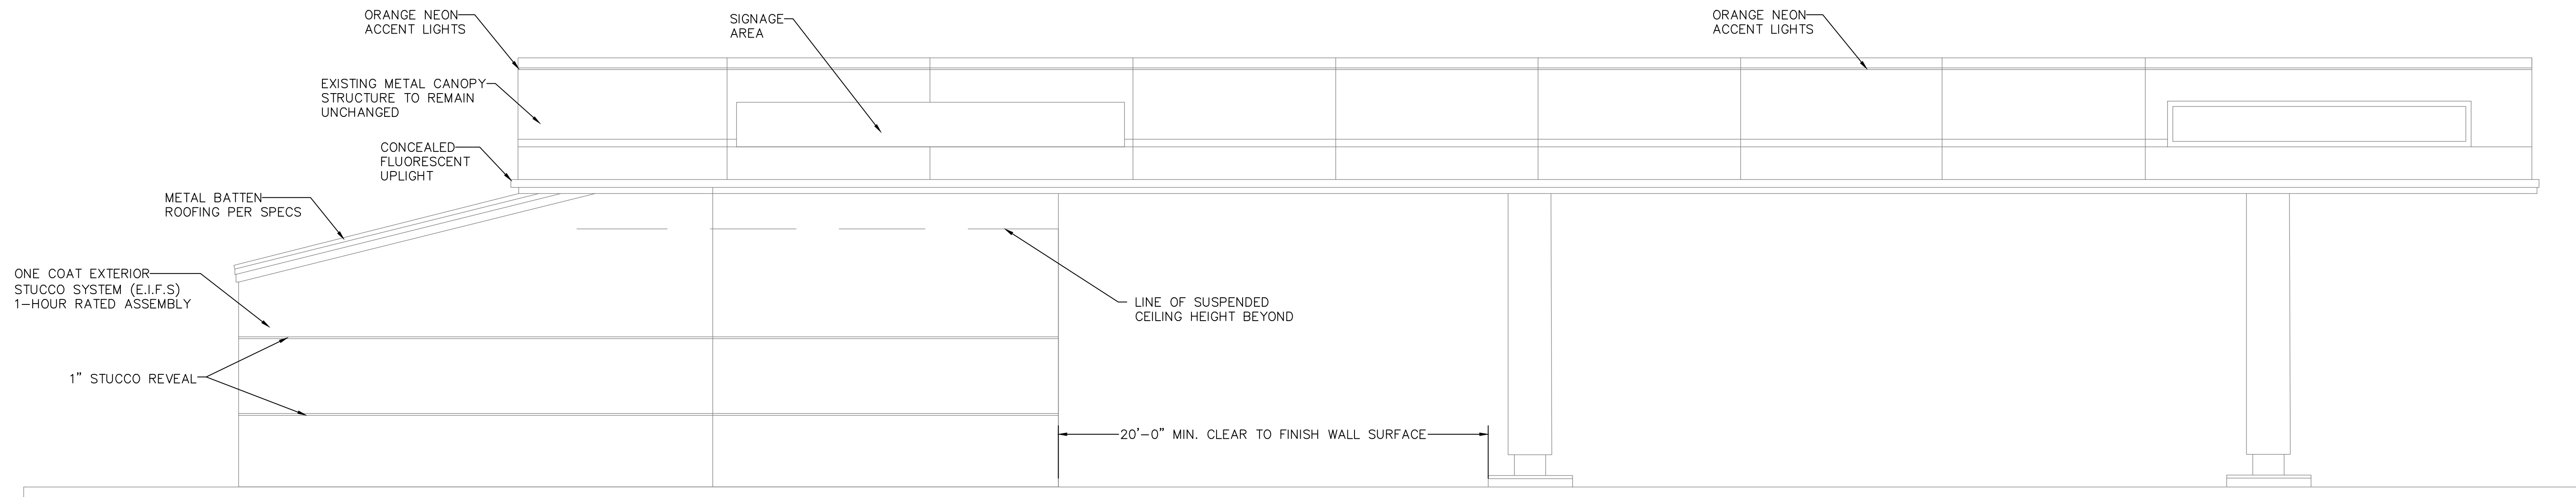 ORANGE NEON
ACCENT LIGHTS
SIGNAGE
AREA
ORANGE NEON
ACCENT LIGHTS
EXISTING METAL CANOPY
STRUCTURE TO REMAIN
UNCHANGED
CONCEALED
FLUORESCENT
UPLIGHT
METAL BATTEN
ROOFING PER SPECS
ONE COAT EXTERIOR
STUCCO SYSTEM (E.I.F.S)
1-HOUR RATED ASSEMBLY
LINE OF SUSPENDED
CEILING HEIGHT BEYOND
1" STUCCO REVEAL
20'-0" MIN. CLEAR TO FINISH WALL SURFACE